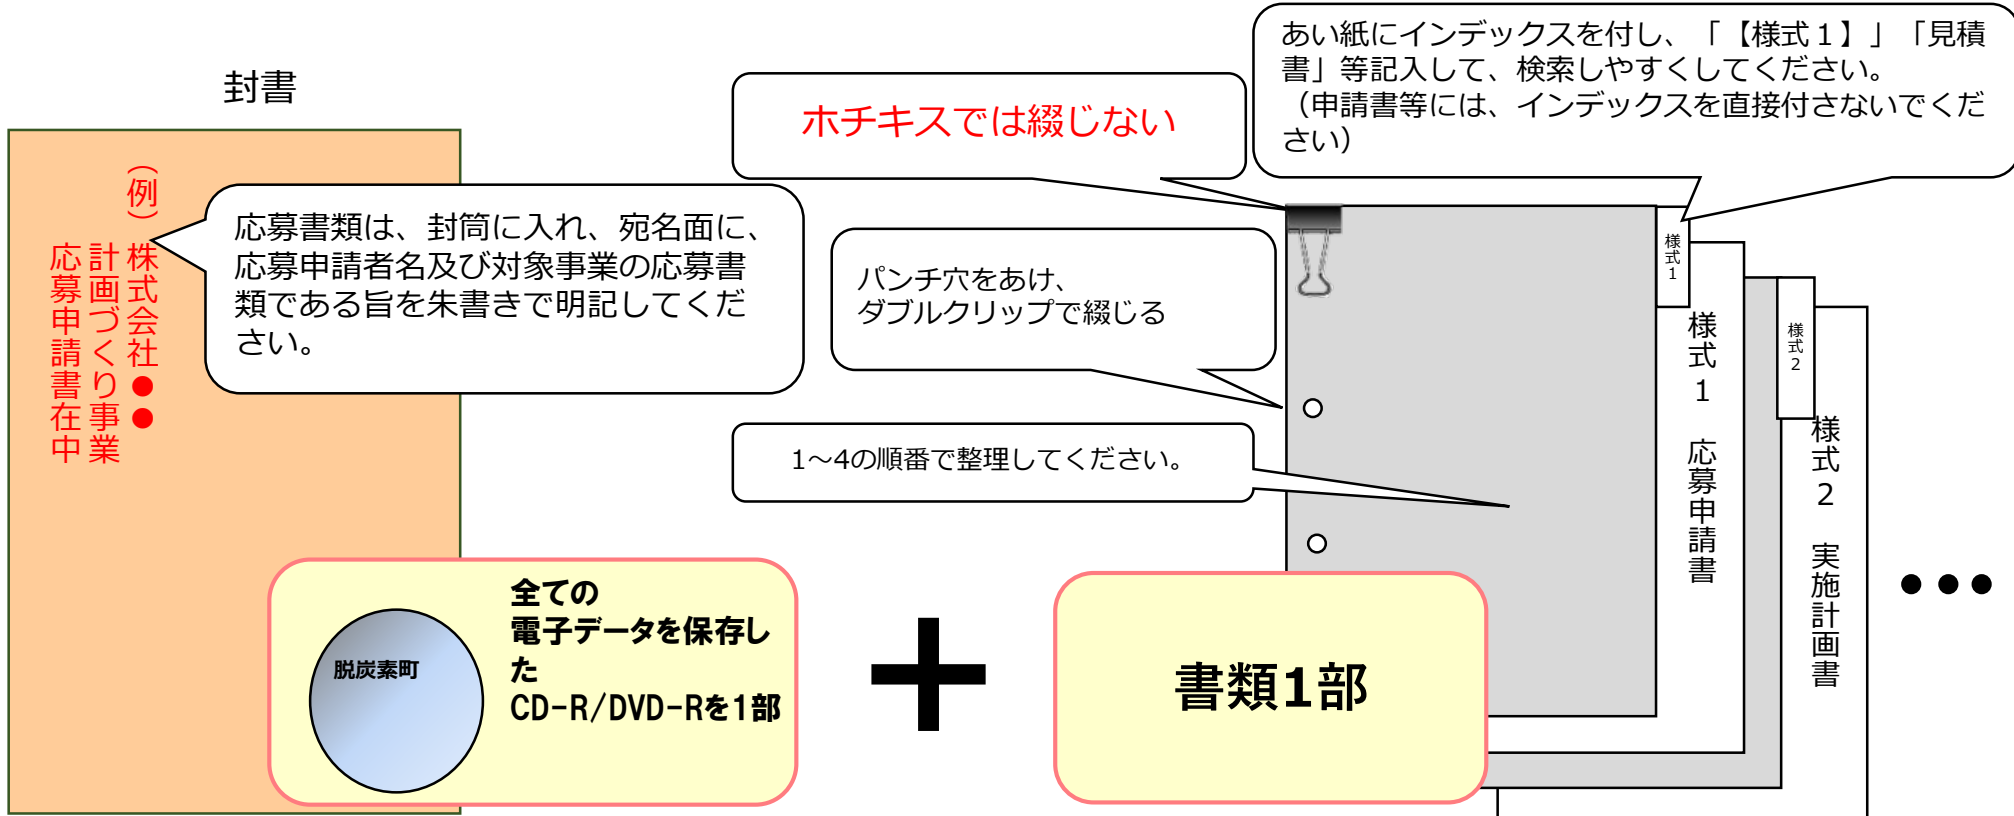 封書
（例）株式会社●●
計画づくり事業
応募申請書在中
応募書類は、封筒に入れ、宛名面に、
応募申請者名及び対象事業の応募書
類である旨を朱書きで明記してくだ
さい。
ホチキスでは綴じない
あい紙にインデックスを付し、「【様式１】」「見積
書」等記入して、検索しやすくしてください。
（申請書等には、インデックスを直接付さないでくだ
さい）
パンチ穴をあけ、
ダブルクリップで綴じる
1～4の順番で整理してください。
様式1
様式1　応募申請書
様式2
様式2　実施計画書
●●●
脱炭素町
全ての
電子データを保存し
た
CD-R/DVD-Rを1部
＋
書類1部